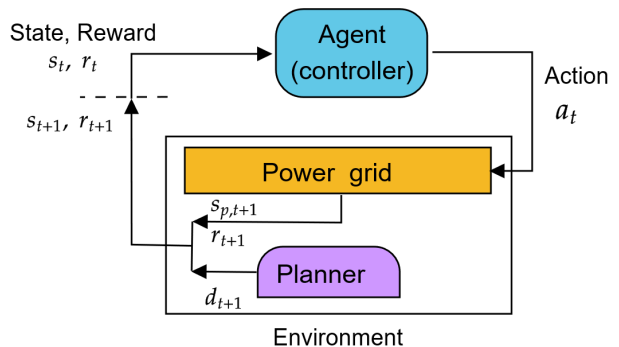 State, Reward
s_t, r_t
s_{t+1}, r_{t+1}
Agent
(controller)
Action
a_t
Power grid
s_{p,t+1}
r_{t+1}
Planner
d_{t+1}
Environment